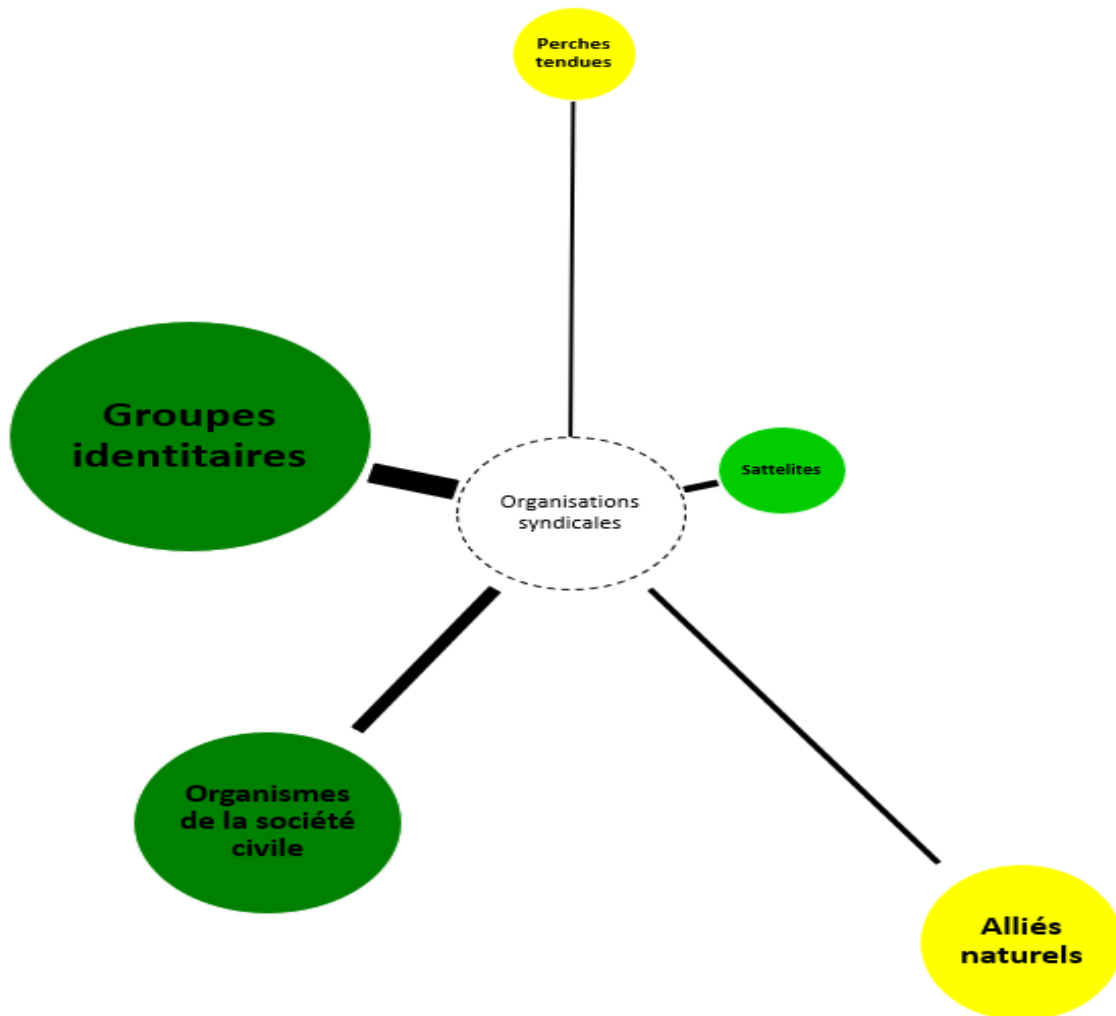 Perches
tendues
Groupes
identitaires
Sattelites
Organisations
syndicales
Organismes
de la société
civile
Alliés
naturels